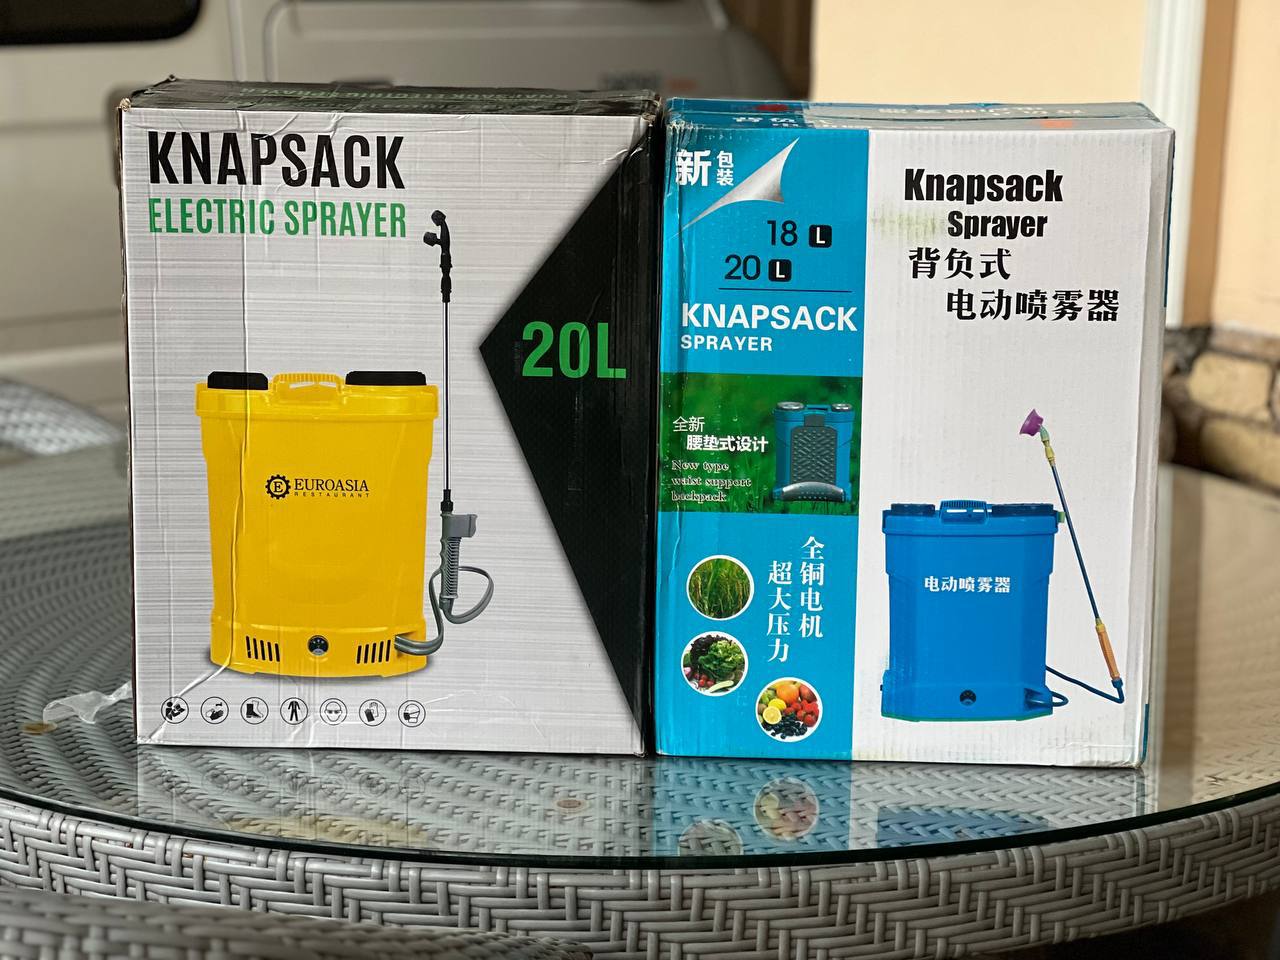 KNAPSACK
ELECTRIC SPRAYER
20L
E EUROASIA
RESTAURANT
新包装
18 L
20 L
KNAPSACK
SPRAYER
全新
腰垫式设计
New type
waist support
backpack
全铜电机
超大压力
Knapsack
Sprayer
背负式
电动喷雾器
电动喷雾器